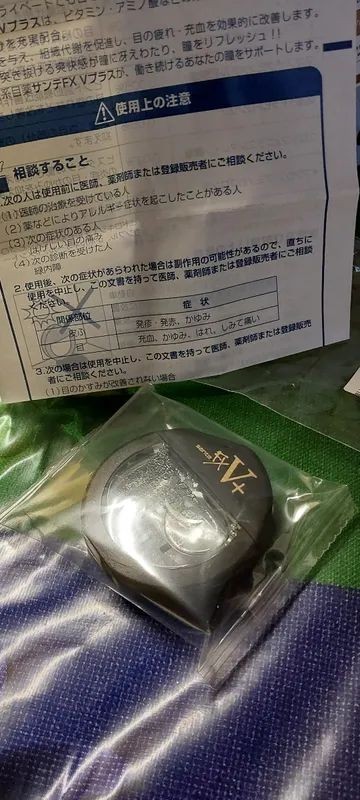 Vプラスは、ビタミン・アミノ酸など
を充実配合。
を与え、組織代謝を促進し、目の疲れ・充血を効果的に改善します。
突き抜ける爽快感が瞳に冴えわたり、瞳をリフレッシュ!!
系目薬サンテFX Vプラスが、働き続けるあなたの瞳をサポートします。
使用上の注意
相談すること
1.次の人は使用前に医師、薬剤師または登録販売者にご相談ください。
(1)医師の治療を受けている人
(2)薬などによりアレルギー症状を起こしたことがある人
(3)次の症状のある人
はげしい目の痛み
(4)次の診断を受けた人
緑内障
2.使用後、次の症状があらわれた場合は副作用の可能性があるので、直ちに
使用を中止し、この文書を持って医師、薬剤師または登録販売者にご相談
ください。
関係部位 症状
皮ふ 発疹・発赤、かゆみ
目 充血、かゆみ、はれ、しみて痛い
3.次の場合は使用を中止し、この文書を持って医師、薬剤師または登録販売
者にご相談ください。
(1)目のかすみが改善されない場合
sante FX V+